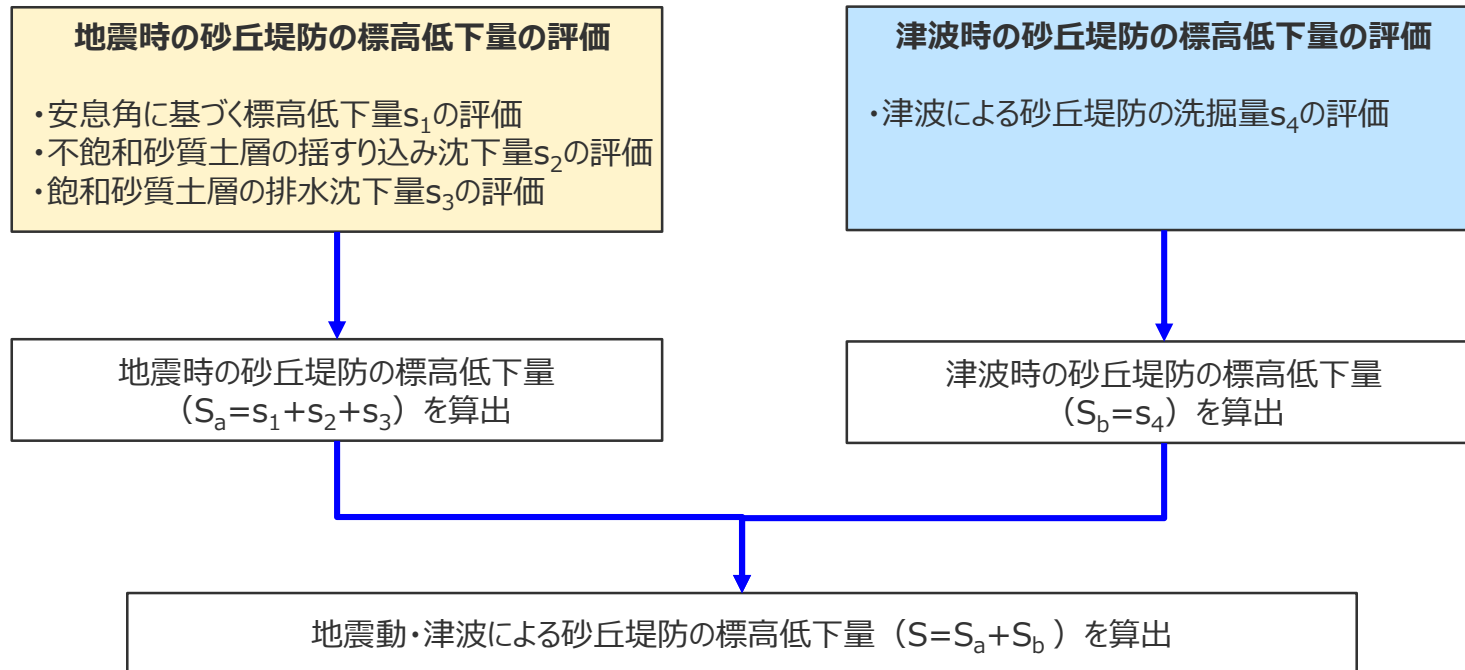 地震時の砂丘堤防の標高低下量の評価
・安息角に基づく標高低下量s₁の評価
・不飽和砂質土層の揺すり込み沈下量s₂の評価
・飽和砂質土層の排水沈下量s₃の評価
津波時の砂丘堤防の標高低下量の評価
・津波による砂丘堤防の洗掘量s₄の評価
地震時の砂丘堤防の標高低下量
（Sₐ=s₁+s₂+s₃）を算出
津波時の砂丘堤防の標高低下量
（S_b=s₄）を算出
地震動・津波による砂丘堤防の標高低下量（S=Sₐ+S_b ）を算出